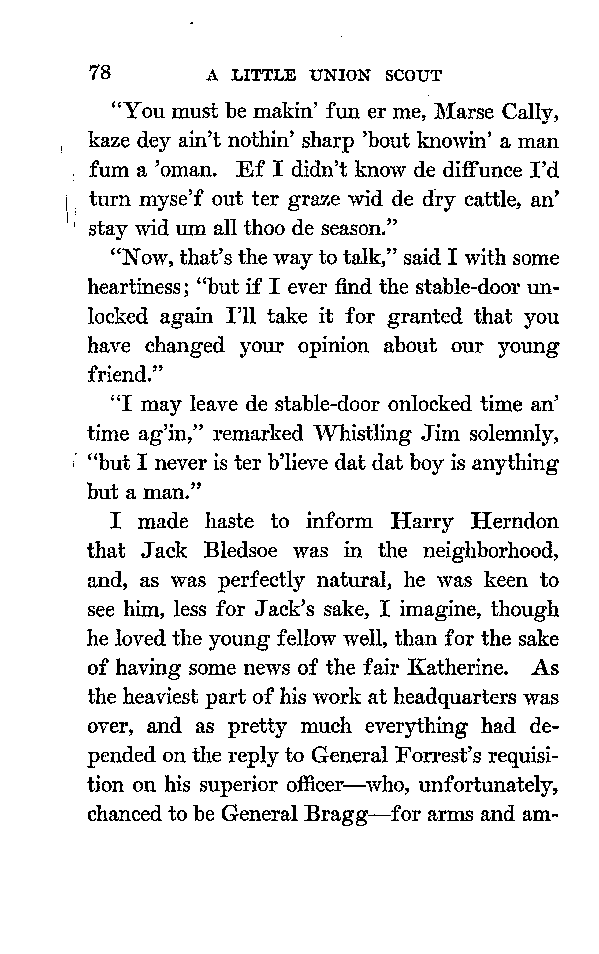 78 A LITTLE UNION SCOUT
“You must be makin’ fun er me, Marse Cally,
kaze dey ain’t nothin’ sharp ’bout knowin’ a man
fum a ’oman. Ef I didn’t know de diffunce I’d
turn myse’f out ter graze wid de dry cattle, an’
stay wid um all thoo de season.”
“Now, that’s the way to talk,” said I with some
heartiness; “but if I ever find the stable-door un-
locked again I’ll take it for granted that you
have changed your opinion about our young
friend.”
“I may leave de stable-door onlocked time an’
time ag’in,” remarked Whistling Jim solemnly,
“but I never is ter b’lieve dat dat boy is anything
but a man.”
I made haste to inform Harry Herndon
that Jack Bledsoe was in the neighborhood,
and, as was perfectly natural, he was keen to
see him, less for Jack’s sake, I imagine, though
he loved the young fellow well, than for the sake
of having some news of the fair Katherine. As
the heaviest part of his work at headquarters was
over, and as pretty much everything had de-
pended on the reply to General Forrest’s requisi-
tion on his superior officer—who, unfortunately,
chanced to be General Bragg—for arms and am-